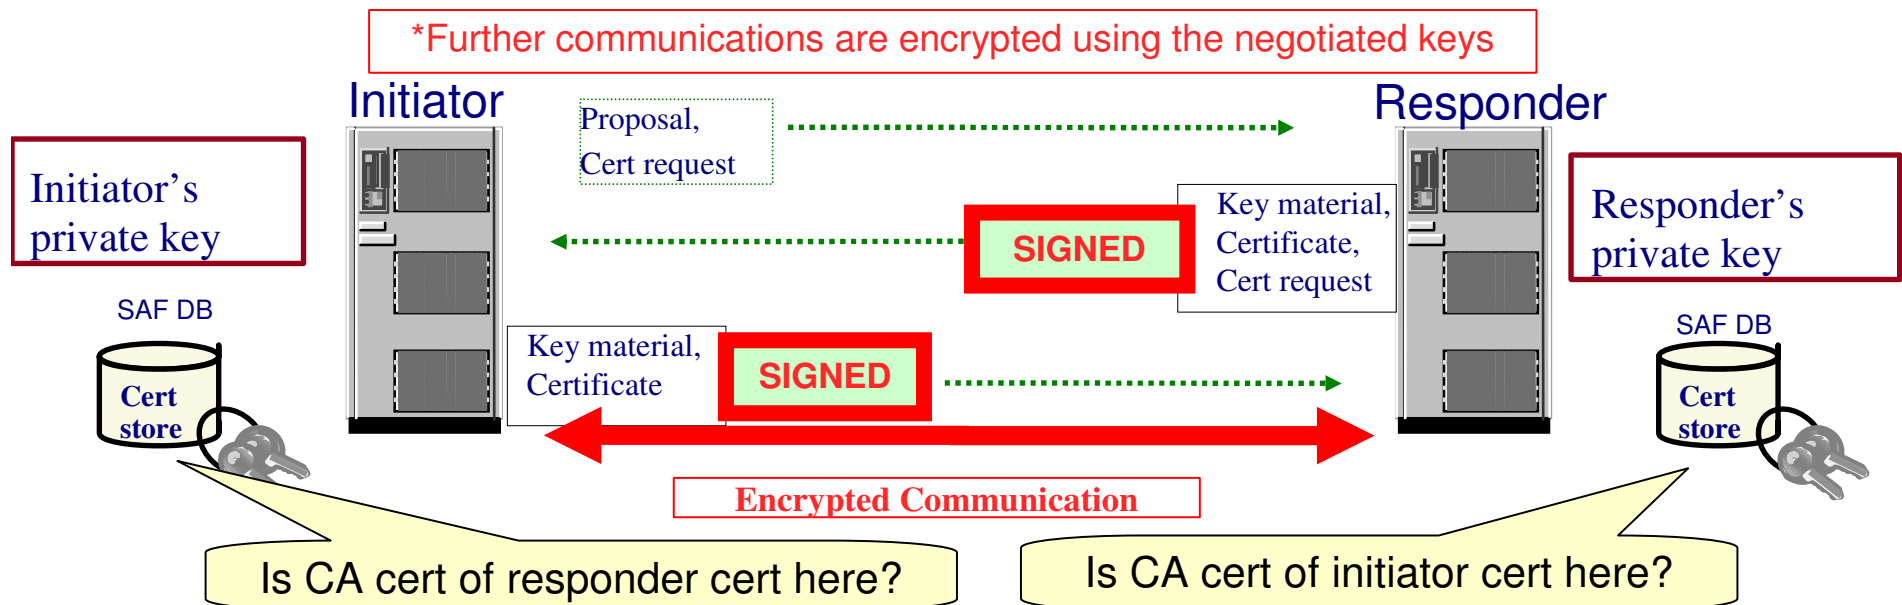 *Further communications are encrypted using the negotiated keys
Initiator
Responder
Proposal,
Cert request
Initiator's
private key
SIGNED
Key material,
Certificate,
Cert request
Responder's
private key
SAF DB
Cert
store
Key material,
Certificate
SIGNED
SAF DB
Cert
store
Encrypted Communication
Is CA cert of responder cert here?
Is CA cert of initiator cert here?